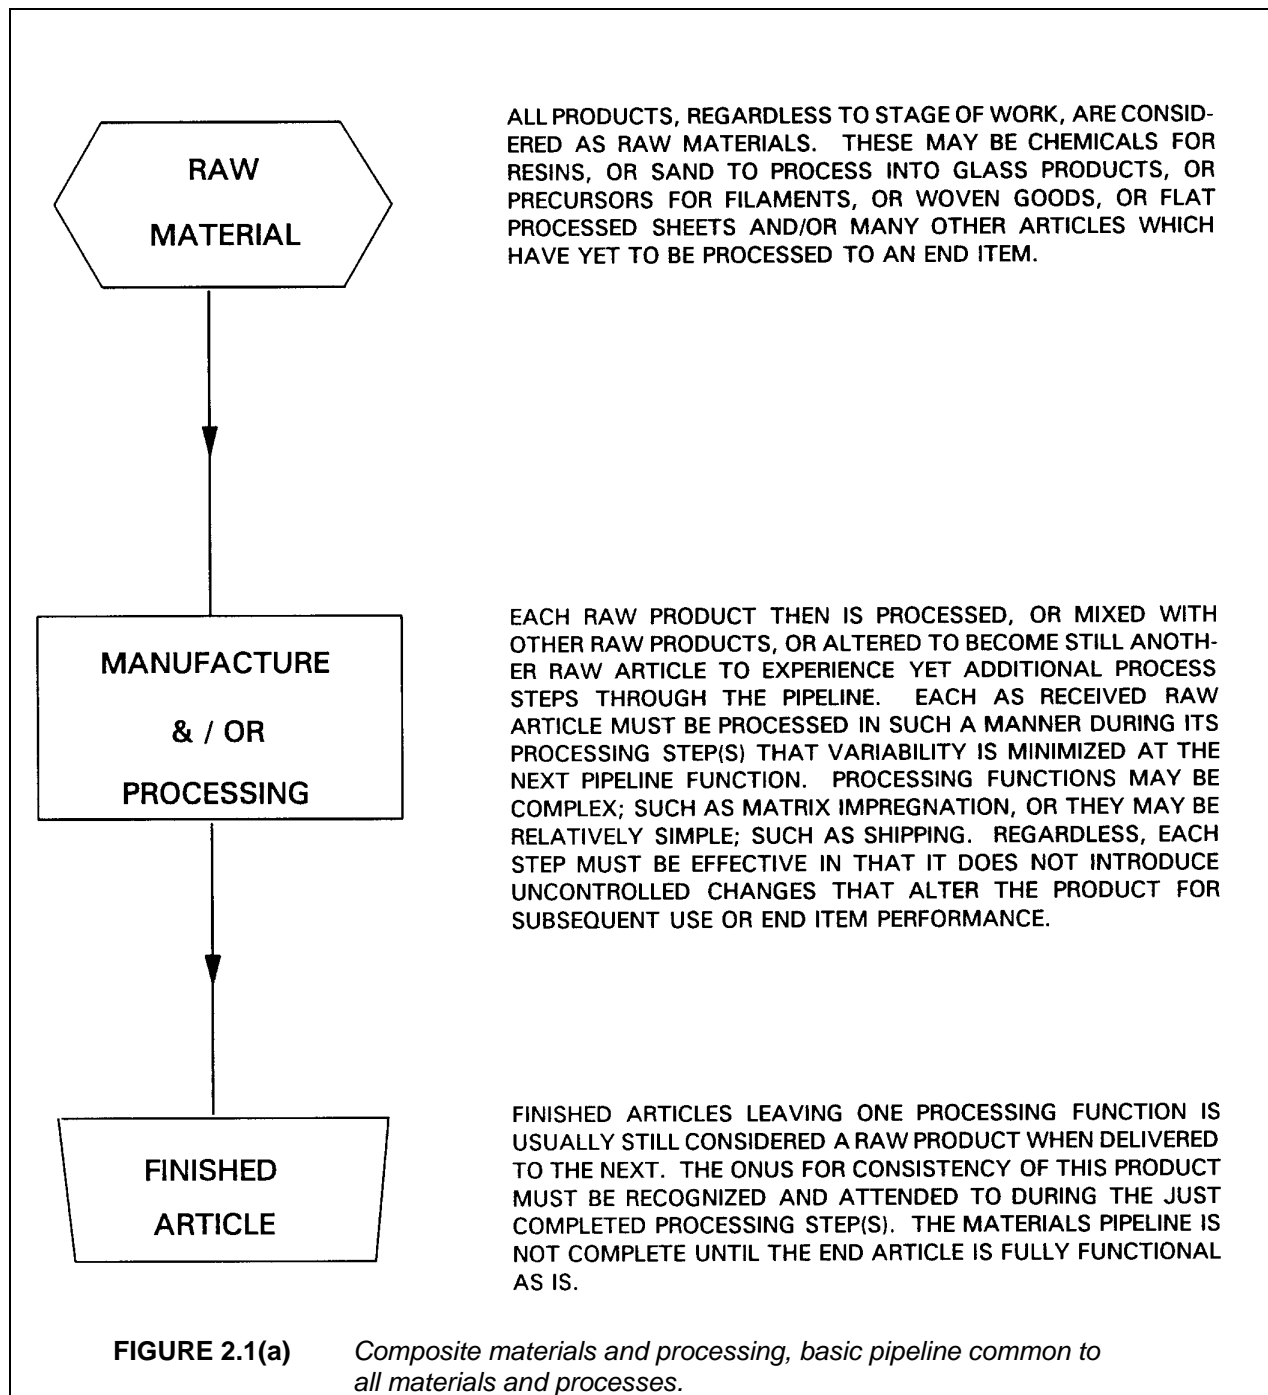 RAW
MATERIAL
ALL PRODUCTS, REGARDLESS TO STAGE OF WORK, ARE CONSID-
ERED AS RAW MATERIALS. THESE MAY BE CHEMICALS FOR
RESINS, OR SAND TO PROCESS INTO GLASS PRODUCTS, OR
PRECURSORS FOR FILAMENTS, OR WOVEN GOODS, OR FLAT
PROCESSED SHEETS AND/OR MANY OTHER ARTICLES WHICH
HAVE YET TO BE PROCESSED TO AN END ITEM.
MANUFACTURE
& / OR
PROCESSING
EACH RAW PRODUCT THEN IS PROCESSED, OR MIXED WITH
OTHER RAW PRODUCTS, OR ALTERED TO BECOME STILL ANOTH-
ER RAW ARTICLE TO EXPERIENCE YET ADDITIONAL PROCESS
STEPS THROUGH THE PIPELINE. EACH AS RECEIVED RAW
ARTICLE MUST BE PROCESSED IN SUCH A MANNER DURING ITS
PROCESSING STEP(S) THAT VARIABILITY IS MINIMIZED AT THE
NEXT PIPELINE FUNCTION. PROCESSING FUNCTIONS MAY BE
COMPLEX; SUCH AS MATRIX IMPREGNATION, OR THEY MAY BE
RELATIVELY SIMPLE; SUCH AS SHIPPING. REGARDLESS, EACH
STEP MUST BE EFFECTIVE IN THAT IT DOES NOT INTRODUCE
UNCONTROLLED CHANGES THAT ALTER THE PRODUCT FOR
SUBSEQUENT USE OR END ITEM PERFORMANCE.
FINISHED
ARTICLE
FINISHED ARTICLES LEAVING ONE PROCESSING FUNCTION IS
USUALLY STILL CONSIDERED A RAW PRODUCT WHEN DELIVERED
TO THE NEXT. THE ONUS FOR CONSISTENCY OF THIS PRODUCT
MUST BE RECOGNIZED AND ATTENDED TO DURING THE JUST
COMPLETED PROCESSING STEP(S). THE MATERIALS PIPELINE IS
NOT COMPLETE UNTIL THE END ARTICLE IS FULLY FUNCTIONAL
AS IS.
FIGURE 2.1(a) Composite materials and processing, basic pipeline common to
all materials and processes.